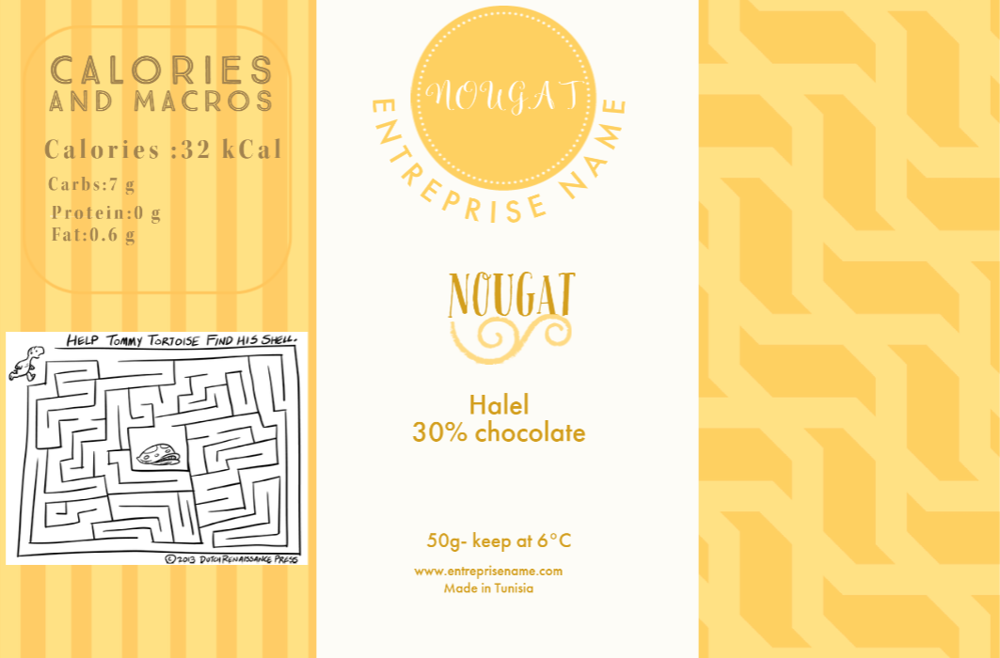 CALORIES
AND MACROS
Calories :32 kCal
Carbs:7 g
Protein:0 g
Fat:0.6 g
HELP TOMMY TORTOISE FIND HIS SHELL.
©2013 DUTCH RENAISSANCE PRESS
NOUGAT
ENTREPRISE NAME
NOUGAT
Halel
30% chocolate
50g- keep at 6°C
www.entreprisename.com
Made in Tunisia